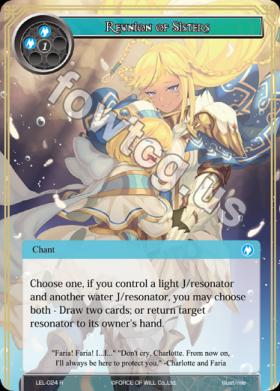 Reunion of Sisters
1
fowtcg.us
Chant
Choose one, if you control a light J/resonator
and another water J/resonator, you may choose
both - Draw two cards; or return target
resonator to its owner's hand.
"Faria! Faria! I...I..." "Don't cry, Charlotte. From now on,
I'll always be here to protect you." -Charlotte and Faria
LEL-024 R ©FORCE OF WILL Co.,Ltd.